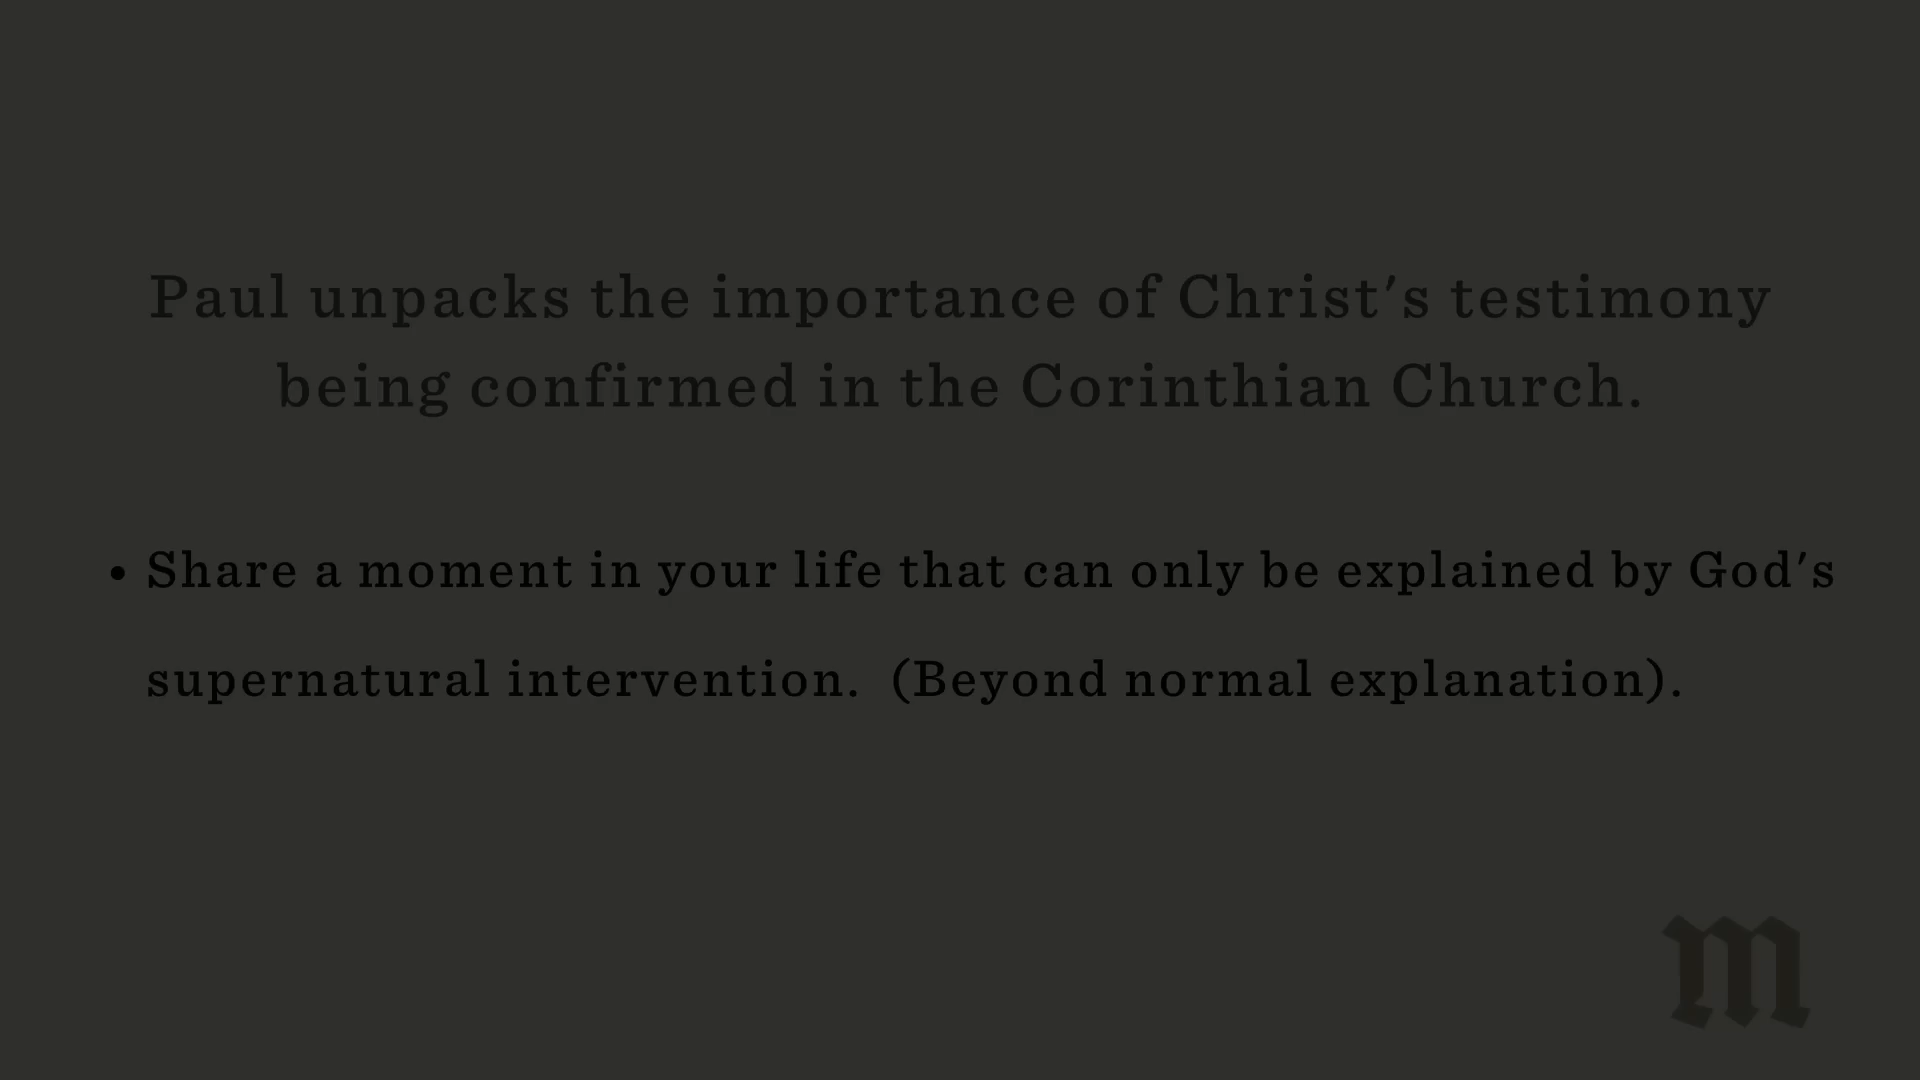 Paul unpacks the importance of Christ's testimony
being confirmed in the Corinthian Church.
• Share a moment in your life that can only be explained by God's
supernatural intervention.  (Beyond normal explanation).
M